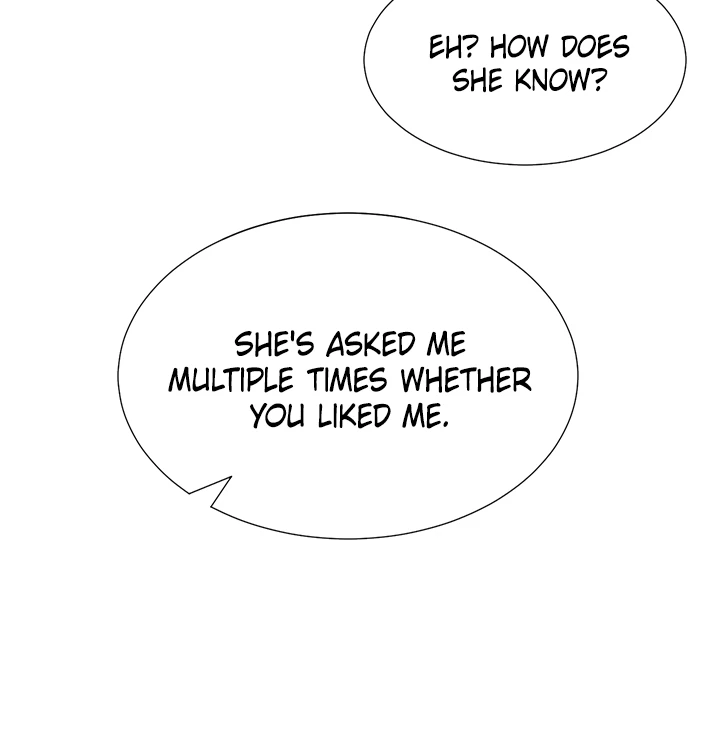 EH? HOW DOES
SHE KNOW?
SHE'S ASKED ME
MULTIPLE TIMES WHETHER
YOU LIKED ME.